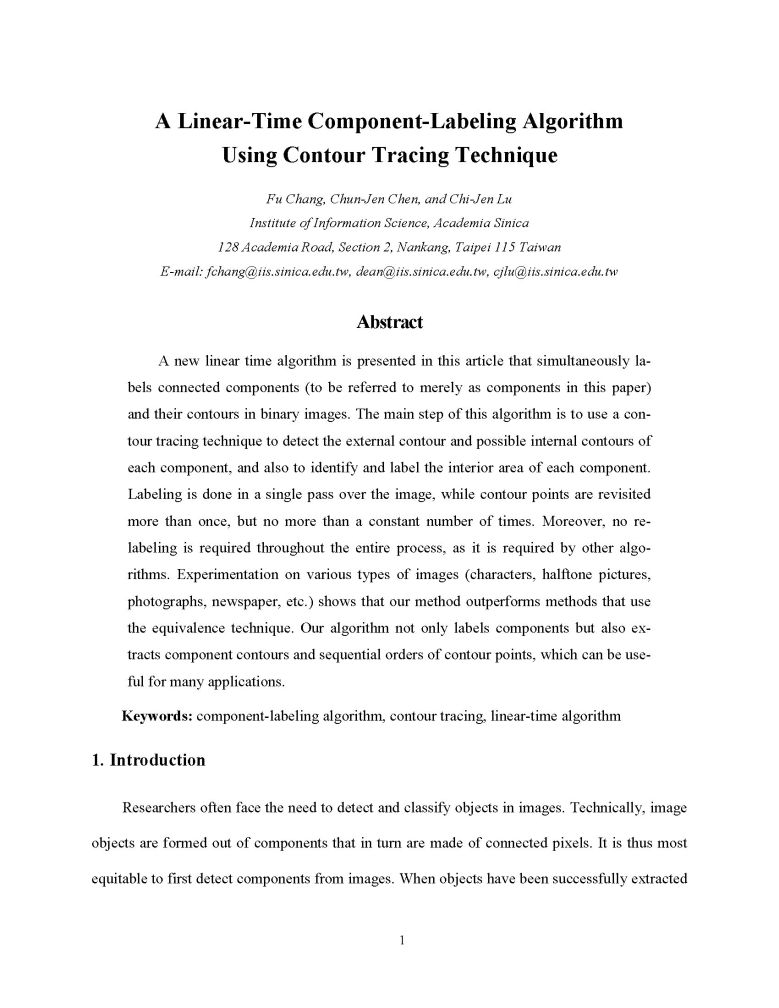 A Linear-Time Component-Labeling Algorithm
Using Contour Tracing Technique
Fu Chang, Chun-Jen Chen, and Chi-Jen Lu
Institute of Information Science, Academia Sinica
128 Academia Road, Section 2, Nankang, Taipei 115 Taiwan
E-mail: fchang@iis.sinica.edu.tw, dean@iis.sinica.edu.tw, cjlu@iis.sinica.edu.tw
Abstract
A new linear time algorithm is presented in this article that simultaneously la-
bels connected components (to be referred to merely as components in this paper)
and their contours in binary images. The main step of this algorithm is to use a con-
tour tracing technique to detect the external contour and possible internal contours of
each component, and also to identify and label the interior area of each component.
Labeling is done in a single pass over the image, while contour points are revisited
more than once, but no more than a constant number of times. Moreover, no re-
labeling is required throughout the entire process, as it is required by other algo-
rithms. Experimentation on various types of images (characters, halftone pictures,
photographs, newspaper, etc.) shows that our method outperforms methods that use
the equivalence technique. Our algorithm not only labels components but also ex-
tracts component contours and sequential orders of contour points, which can be use-
ful for many applications.
Keywords: component-labeling algorithm, contour tracing, linear-time algorithm
1. Introduction
Researchers often face the need to detect and classify objects in images. Technically, image
objects are formed out of components that in turn are made of connected pixels. It is thus most
equitable to first detect components from images. When objects have been successfully extracted
1